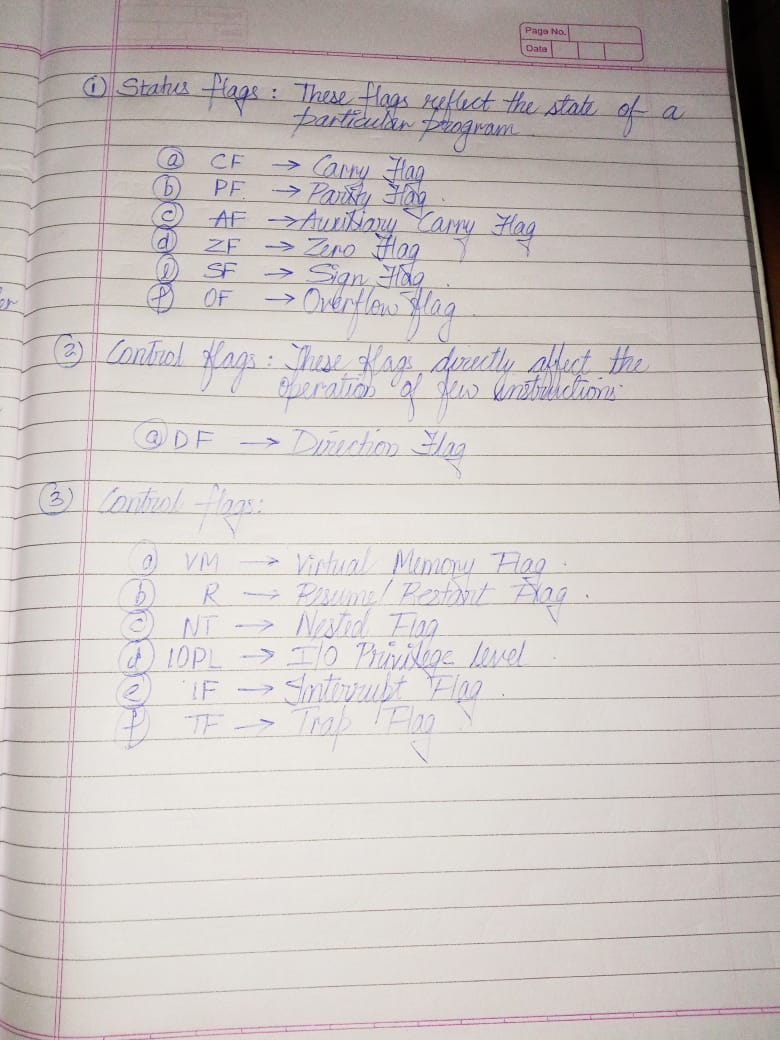 Page No.
Date
① Status flags : These flags reflect the state of a
particular program.
ⓐ CF → Carry Flag
ⓑ PF → Parity Flag.
ⓒ AF → Auxiliary Carry Flag
ⓓ ZF → Zero Flag
ⓔ SF → Sign Flag.
ⓕ OF → Overflow flag.
② Control flags : These flags directly affect the
operation of few instructions
ⓐ DF → Direction Flag
③ Control flags:
ⓐ VM → Virtual Memory Flag.
ⓑ R → Resume/Restart Flag.
ⓒ NT → Nested Flag
ⓓ IOPL → I/O Privilege level.
ⓔ IF → Interrupt Flag.
ⓕ TF → Trap Flag